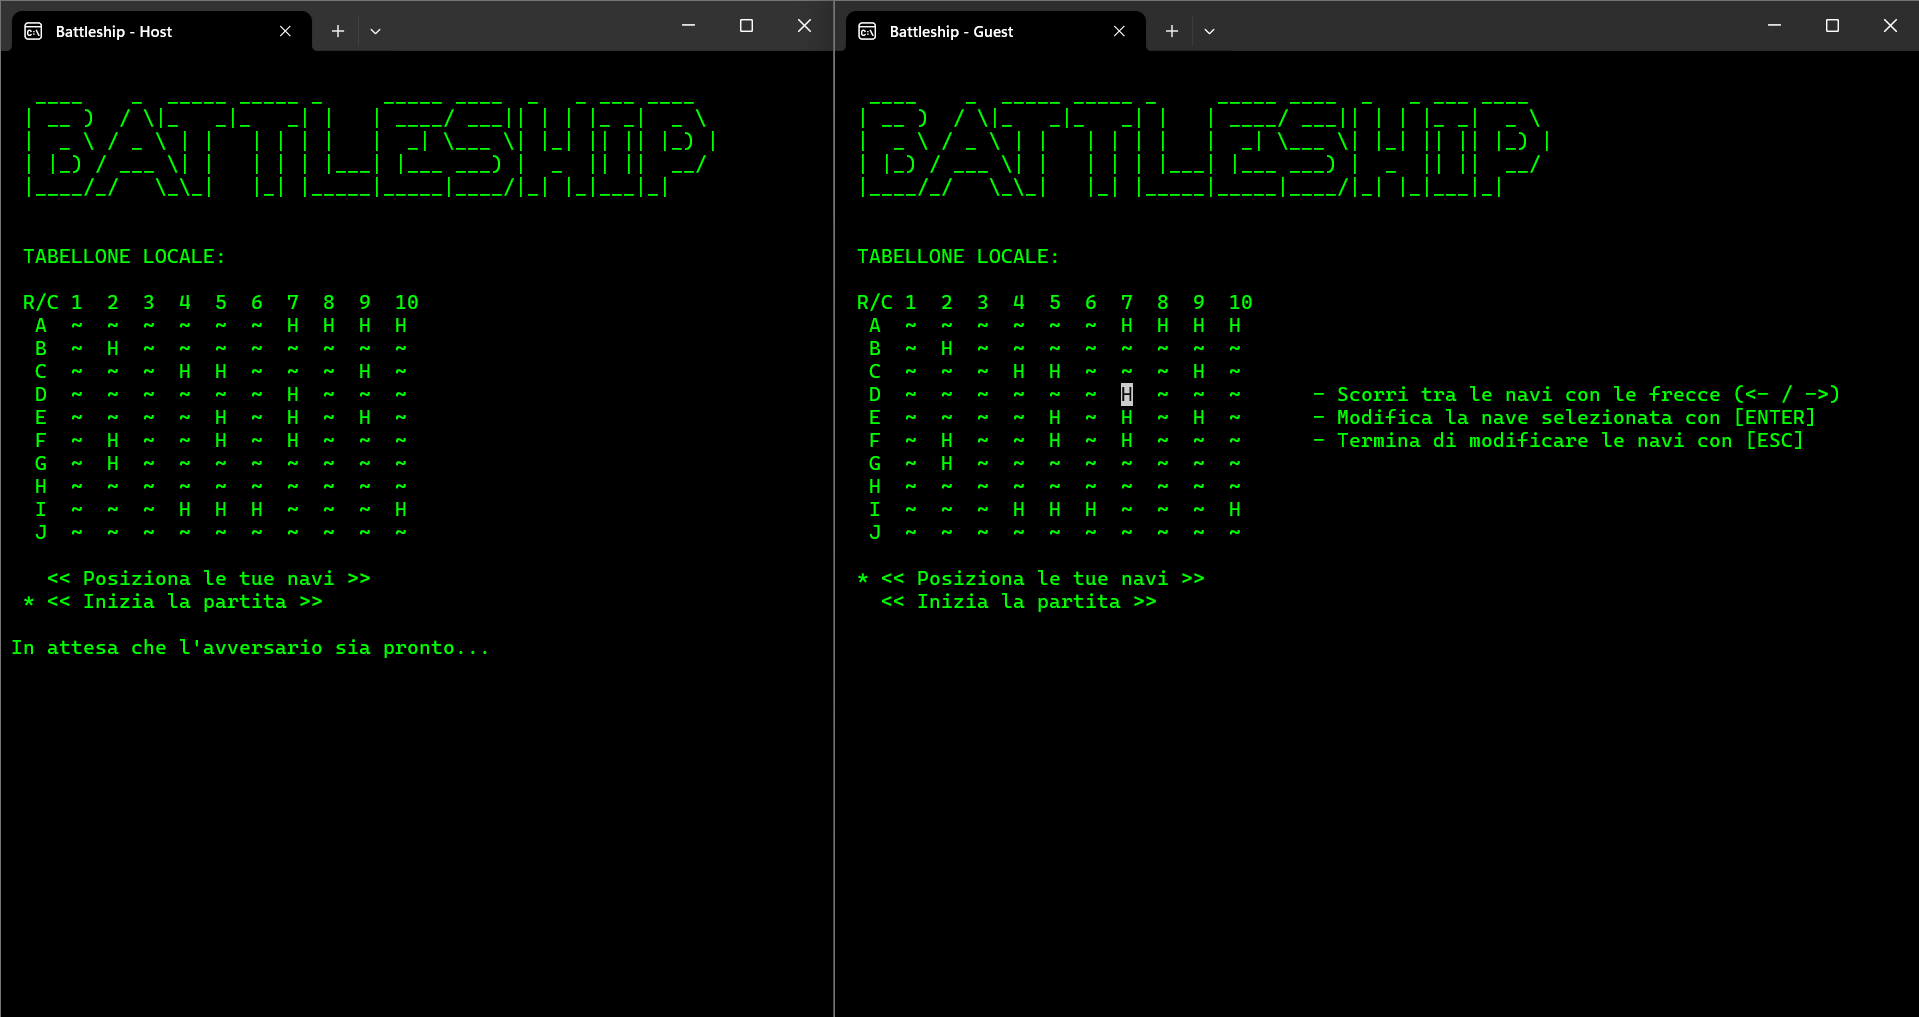 Battleship - Host
BATTLESHIP
TABELLONE LOCALE:
R/C 1 2 3 4 5 6 7 8 9 10
A ~ ~ ~ ~ ~ ~ H H H H
B ~ H ~ ~ ~ ~ ~ ~ ~ ~
C ~ ~ ~ H H ~ ~ ~ H ~
D ~ ~ ~ ~ ~ ~ H ~ ~ ~
E ~ ~ ~ ~ H ~ H ~ H ~
F ~ H ~ ~ H ~ H ~ ~ ~
G ~ H ~ ~ ~ ~ ~ ~ ~ ~
H ~ ~ ~ ~ ~ ~ ~ ~ ~ ~
I ~ ~ ~ H H H ~ ~ ~ H
J ~ ~ ~ ~ ~ ~ ~ ~ ~ ~
<< Posiziona le tue navi >>
* << Inizia la partita >>
In attesa che l'avversario sia pronto...
Battleship - Guest
BATTLESHIP
TABELLONE LOCALE:
R/C 1 2 3 4 5 6 7 8 9 10
A ~ ~ ~ ~ ~ ~ H H H H
B ~ H ~ ~ ~ ~ ~ ~ ~ ~
C ~ ~ ~ H H ~ ~ ~ H ~
D ~ ~ ~ ~ ~ ~ H ~ ~ ~
E ~ ~ ~ ~ H ~ H ~ H ~
F ~ H ~ ~ H ~ H ~ ~ ~
G ~ H ~ ~ ~ ~ ~ ~ ~ ~
H ~ ~ ~ ~ ~ ~ ~ ~ ~ ~
I ~ ~ ~ H H H ~ ~ ~ H
J ~ ~ ~ ~ ~ ~ ~ ~ ~ ~
- Scorri tra le navi con le frecce (<- / ->)
- Modifica la nave selezionata con [ENTER]
- Termina di modificare le navi con [ESC]
* << Posiziona le tue navi >>
<< Inizia la partita >>